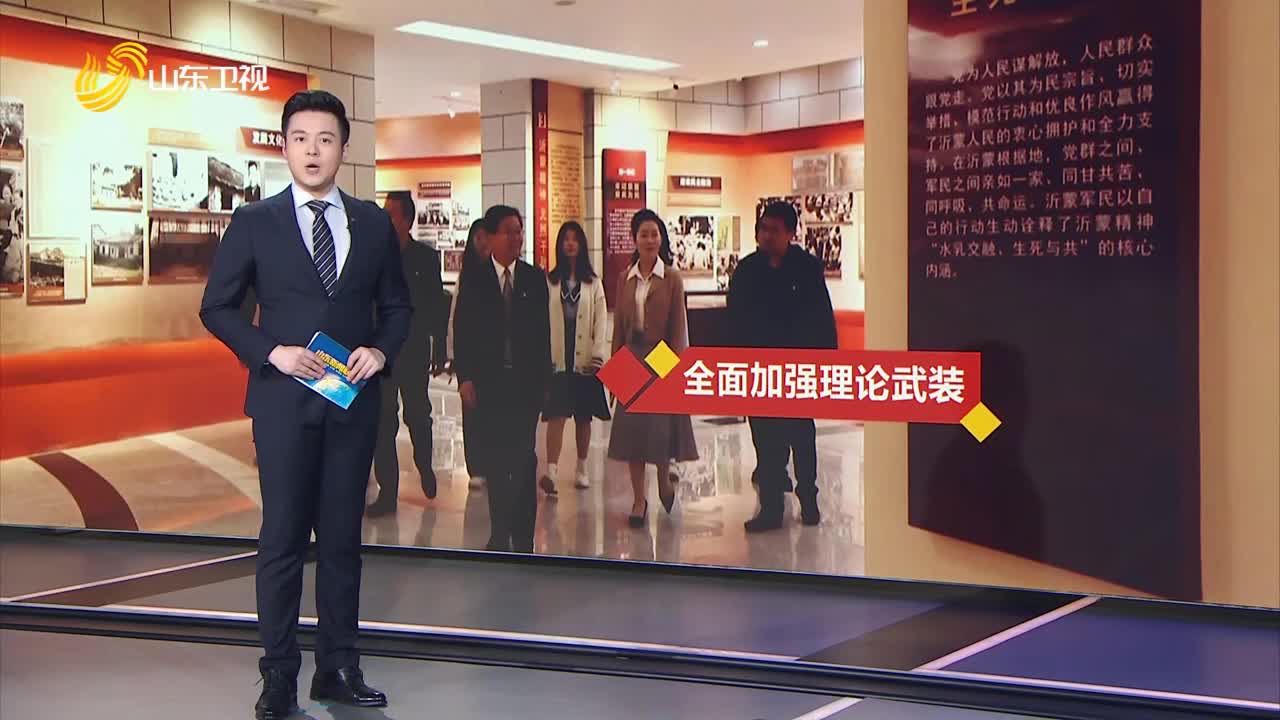 山东卫视
生死
党为人民谋解放，人民群众
跟党走。党以其为民宗旨、切实
举措、模范行动和优良作风赢得
了沂蒙人民的衷心拥护和全力支
持，在沂蒙根据地，党群之间、
军民之间亲如一家、同甘共苦、
同呼吸、共命运。沂蒙军民以自
己的行动生动诠释了沂蒙精神
“水乳交融、生死与共”的核心
内涵。
全面加强理论武装